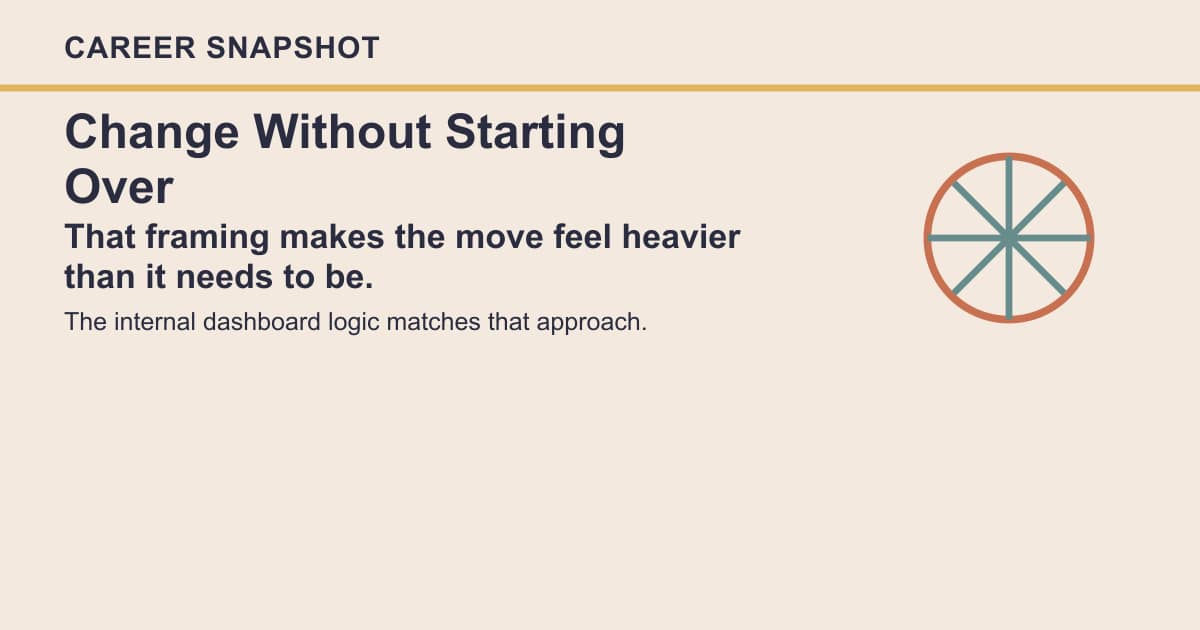 CAREER SNAPSHOT
Change Without Starting
Over
That framing makes the move feel heavier
than it needs to be.
The internal dashboard logic matches that approach.